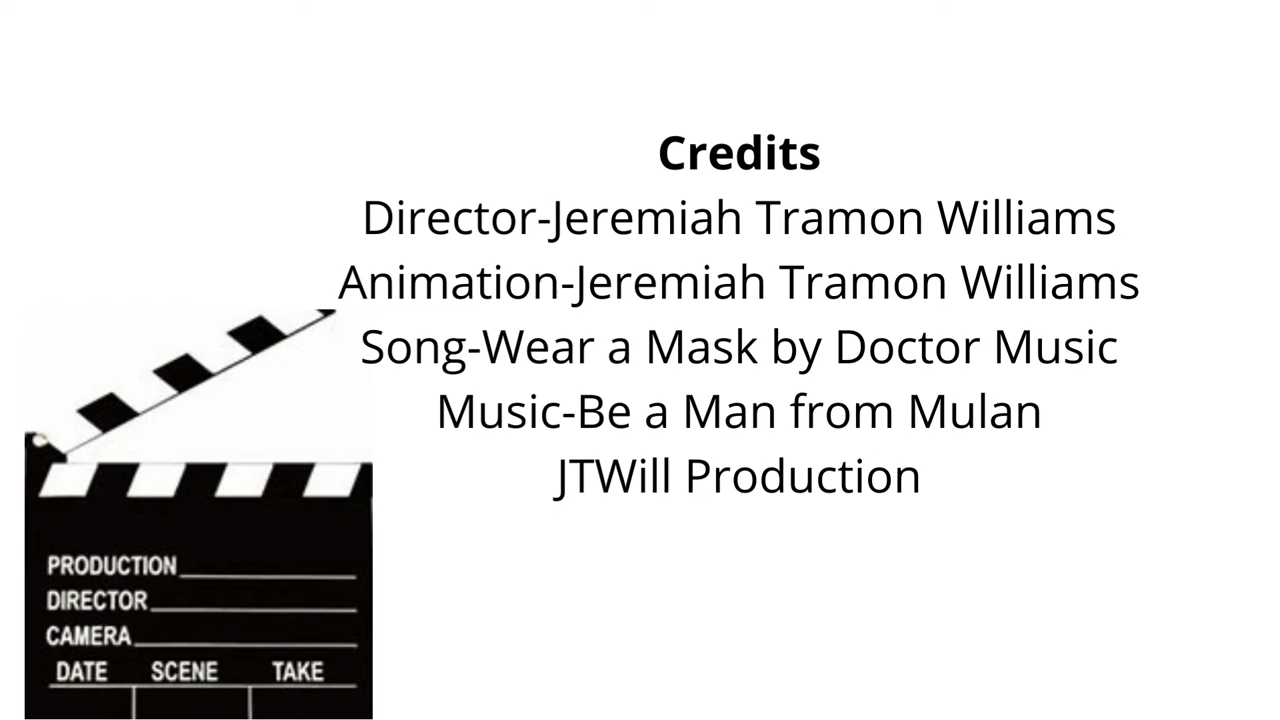 Credits
Director-Jeremiah Tramon Williams
Animation-Jeremiah Tramon Williams
Song-Wear a Mask by Doctor Music
Music-Be a Man from Mulan
JTWill Production
PRODUCTION
DIRECTOR
CAMERA
DATE SCENE TAKE